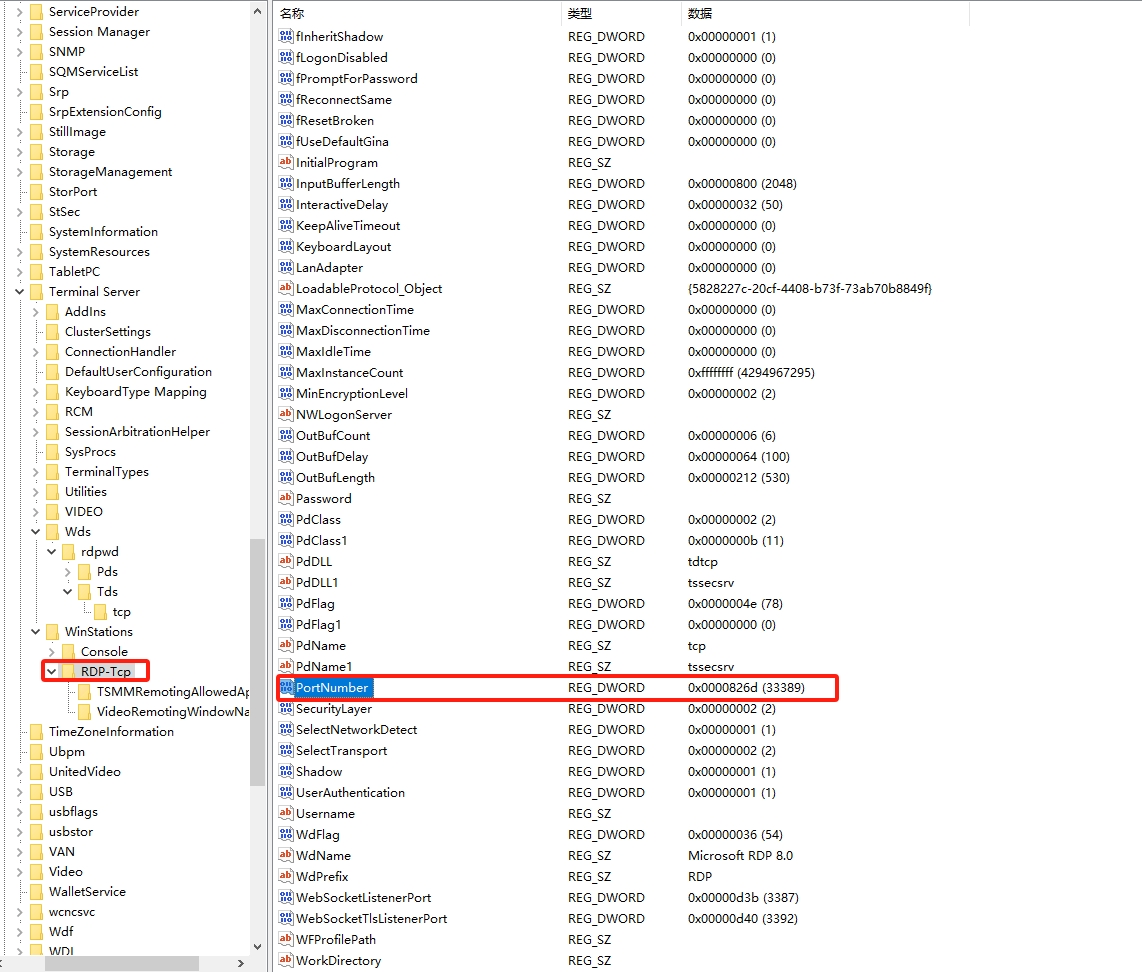 ServiceProvider
Session Manager
SNMP
SQMServiceList
Srp
SrpExtensionConfig
StillImage
Storage
StorageManagement
StorPort
StSec
SystemInformation
SystemResources
TabletPC
Terminal Server
AddIns
ClusterSettings
ConnectionHandler
DefaultUserConfiguration
KeyboardType Mapping
RCM
SessionArbitrationHelper
SysProcs
TerminalTypes
Utilities
VIDEO
Wds
rdpwd
Pds
Tds
tcp
WinStations
Console
RDP-Tcp
TSMMRemotingAllowedAp
VideoRemotingWindowNa
TimeZoneInformation
Ubpm
UnitedVideo
USB
usbflags
usbstor
VAN
Video
WalletService
wcncsvc
Wdf
WDI
名称 类型 数据
fInheritShadow REG_DWORD 0x00000001 (1)
fLogonDisabled REG_DWORD 0x00000000 (0)
fPromptForPassword REG_DWORD 0x00000000 (0)
fReconnectSame REG_DWORD 0x00000000 (0)
fResetBroken REG_DWORD 0x00000000 (0)
fUseDefaultGina REG_DWORD 0x00000000 (0)
InitialProgram REG_SZ
InputBufferLength REG_DWORD 0x00000800 (2048)
InteractiveDelay REG_DWORD 0x00000032 (50)
KeepAliveTimeout REG_DWORD 0x00000000 (0)
KeyboardLayout REG_DWORD 0x00000000 (0)
LanAdapter REG_DWORD 0x00000000 (0)
LoadableProtocol_Object REG_SZ {5828227c-20cf-4408-b73f-73ab70b8849f}
MaxConnectionTime REG_DWORD 0x00000000 (0)
MaxDisconnectionTime REG_DWORD 0x00000000 (0)
MaxIdleTime REG_DWORD 0x00000000 (0)
MaxInstanceCount REG_DWORD 0xffffffff (4294967295)
MinEncryptionLevel REG_DWORD 0x00000002 (2)
NWLogonServer REG_SZ
OutBufCount REG_DWORD 0x00000006 (6)
OutBufDelay REG_DWORD 0x00000064 (100)
OutBufLength REG_DWORD 0x00000212 (530)
Password REG_SZ
PdClass REG_DWORD 0x00000002 (2)
PdClass1 REG_DWORD 0x0000000b (11)
PdDLL REG_SZ tdtcp
PdDLL1 REG_SZ tssecsrv
PdFlag REG_DWORD 0x0000004e (78)
PdFlag1 REG_DWORD 0x00000000 (0)
PdName REG_SZ tcp
PdName1 REG_SZ tssecsrv
PortNumber REG_DWORD 0x0000826d (33389)
SecurityLayer REG_DWORD 0x00000002 (2)
SelectNetworkDetect REG_DWORD 0x00000001 (1)
SelectTransport REG_DWORD 0x00000002 (2)
Shadow REG_DWORD 0x00000001 (1)
UserAuthentication REG_DWORD 0x00000001 (1)
Username REG_SZ
WdFlag REG_DWORD 0x00000036 (54)
WdName REG_SZ Microsoft RDP 8.0
WdPrefix REG_SZ RDP
WebSocketListenerPort REG_DWORD 0x00000d3b (3387)
WebSocketTlsListenerPort REG_DWORD 0x00000d40 (3392)
WFProfilePath REG_SZ
WorkDirectory REG_SZ